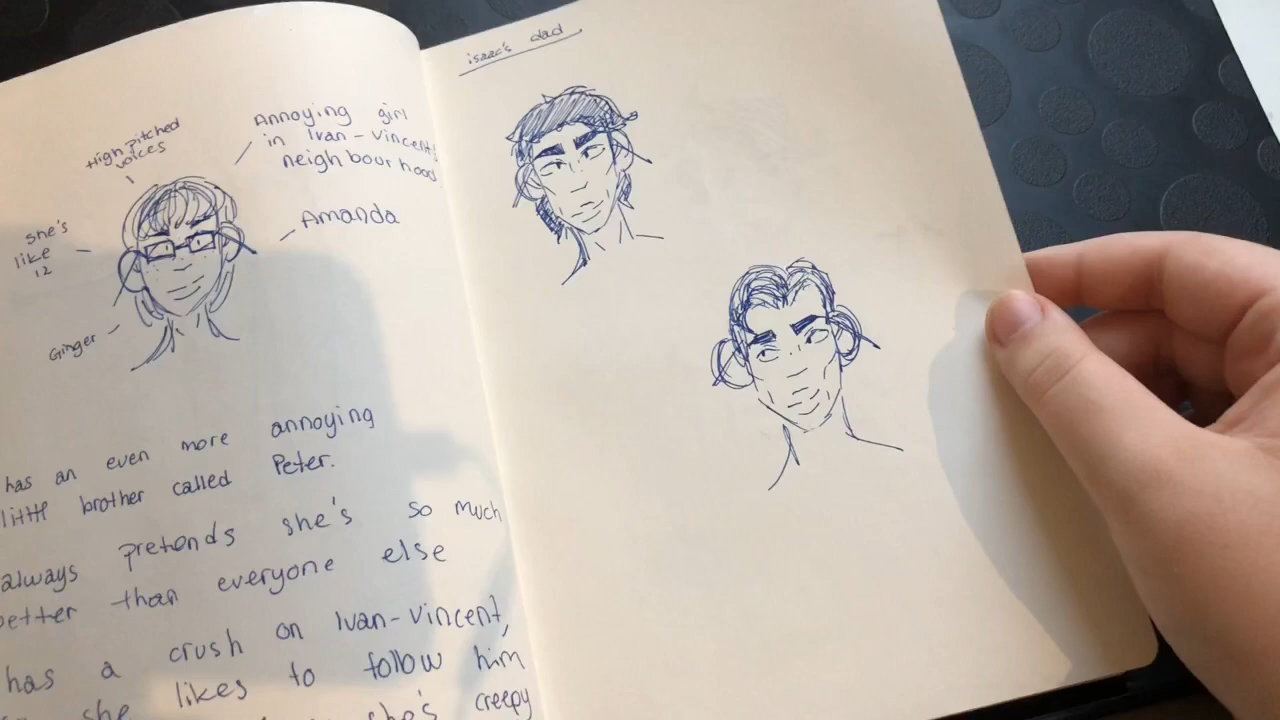 High pitched
voices
Annoying girl
in Ivan-Vincent's
neighbourhood
she's
like
12
Amanda
Ginger
has an even more annoying
little brother called Peter.
always pretends she's so much
better than everyone else
has a crush on Ivan-Vincent,
she likes to follow him
she's creepy
isaac's dad